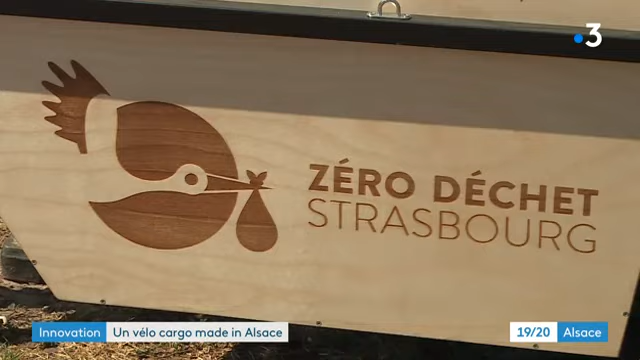 3
ZÉRO DÉCHET
STRASBOURG
Innovation Un vélo cargo made in Alsace
19/20 Alsace